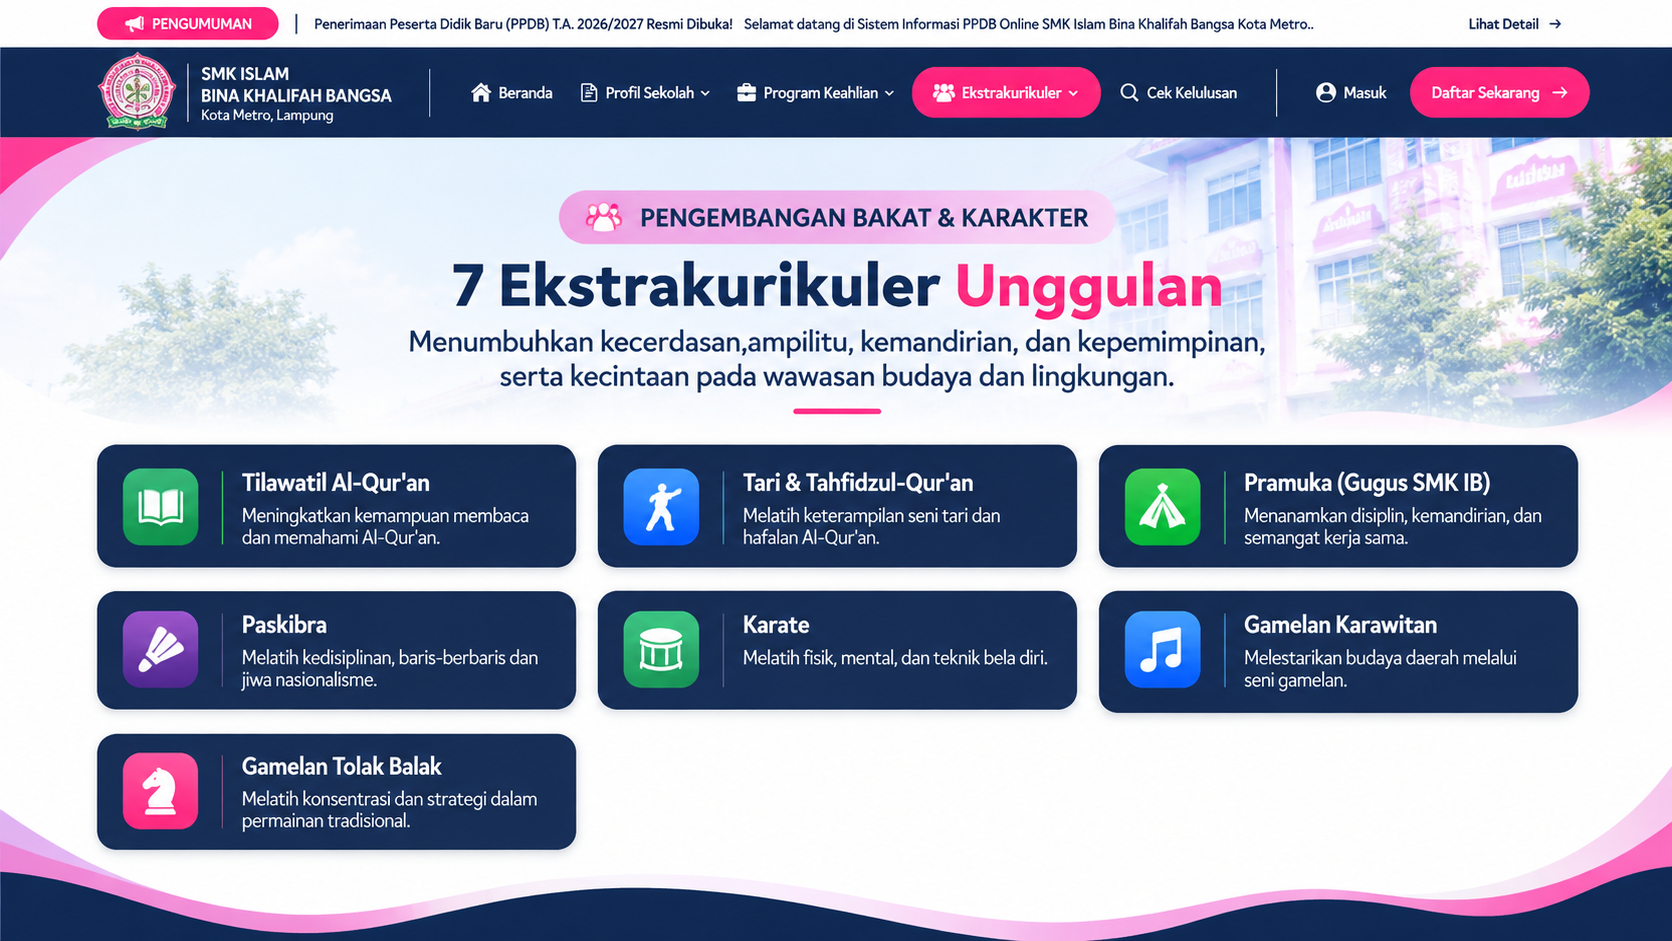 PENGUMUMAN
Penerimaan Peserta Didik Baru (PPDB) T.A. 2026/2027 Resmi Dibuka! Selamat datang di Sistem Informasi PPDB Online SMK Islam Bina Khalifah Bangsa Kota Metro..
Lihat Detail
SMK ISLAM
BINA KHALIFAH BANGSA
Kota Metro, Lampung
Beranda
Profil Sekolah
Program Keahlian
Ekstrakurikuler
Cek Kelulusan
Masuk
Daftar Sekarang
PENGEMBANGAN BAKAT & KARAKTER
7 Ekstrakurikuler Unggulan
Menumbuhkan kecerdasan,ampilitu, kemandirian, dan kepemimpinan,
serta kecintaan pada wawasan budaya dan lingkungan.
Tilawatil Al-Qur'an
Meningkatkan kemampuan membaca
dan memahami Al-Qur'an.
Tari & Tahfidzul-Qur'an
Melatih keterampilan seni tari dan
hafalan Al-Qur'an.
Pramuka (Gugus SMK IB)
Menanamkan disiplin, kemandirian, dan
semangat kerja sama.
Paskibra
Melatih kedisiplinan, baris-berbaris dan
jiwa nasionalisme.
Karate
Melatih fisik, mental, dan teknik bela diri.
Gamelan Karawitan
Melestarikan budaya daerah melalui
seni gamelan.
Gamelan Tolak Balak
Melatih konsentrasi dan strategi dalam
permainan tradisional.